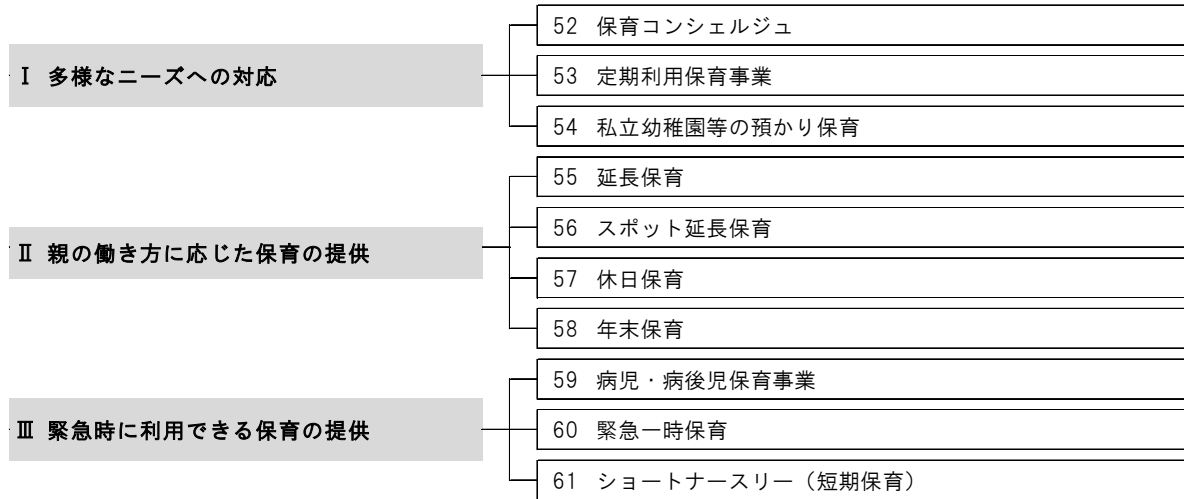 Ⅰ 多様なニーズへの対応
52 保育コンシェルジュ
53 定期利用保育事業
54 私立幼稚園等の預かり保育
Ⅱ 親の働き方に応じた保育の提供
55 延長保育
56 スポット延長保育
57 休日保育
58 年末保育
Ⅲ 緊急時に利用できる保育の提供
59 病児・病後児保育事業
60 緊急一時保育
61 ショートナースリー（短期保育）